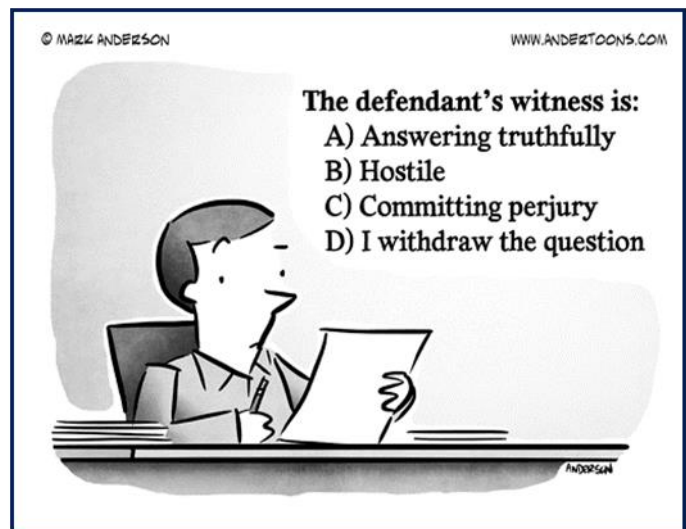 © MARK ANDERSON
WWW.ANDERTOONS.COM
The defendant's witness is:
A) Answering truthfully
B) Hostile
C) Committing perjury
D) I withdraw the question
ANDERSON